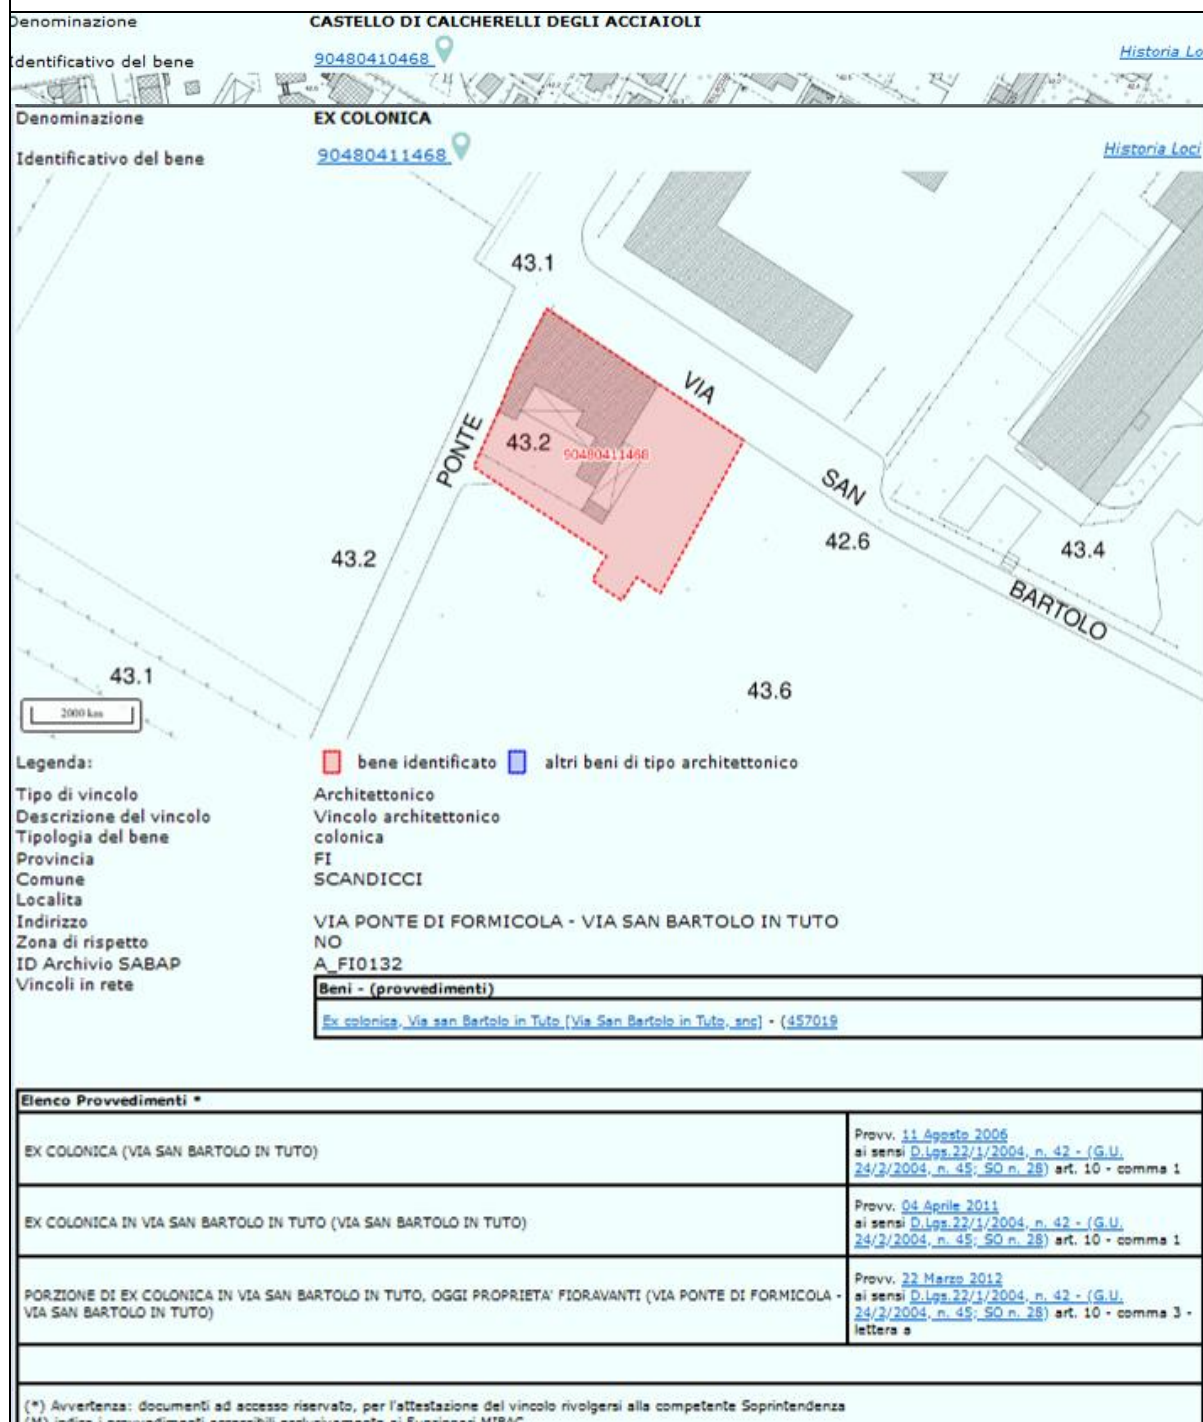 Denominazione CASTELLO DI CALCHERELLI DEGLI ACCIAIOLI
Identificativo del bene 90480410468 Historia Lo
Denominazione EX COLONICA
Identificativo del bene 90480411468 Historia Loci
43.1
VIA
PONTE
43.2
90480411468
SAN
42.6
43.4
43.2
BARTOLO
43.1
43.6
2000 km
Legenda: bene identificato altri beni di tipo architettonico
Tipo di vincolo Architettonico
Descrizione del vincolo Vincolo architettonico
Tipologia del bene colonica
Provincia FI
Comune SCANDICCI
Localita
Indirizzo VIA PONTE DI FORMICOLA - VIA SAN BARTOLO IN TUTO
Zona di rispetto NO
ID Archivio SABAP A_FI0132
Vincoli in rete
Beni - (provvedimenti)
Ex colonica, Via san Bartolo in Tuto [Via San Bartolo in Tuto, snc] - (457019
Elenco Provvedimenti *
EX COLONICA (VIA SAN BARTOLO IN TUTO)
Provv. 11 Agosto 2006
ai sensi D.Lgs.22/1/2004, n. 42 - (G.U.
24/2/2004, n. 45; SO n. 28) art. 10 - comma 1
EX COLONICA IN VIA SAN BARTOLO IN TUTO (VIA SAN BARTOLO IN TUTO)
Provv. 04 Aprile 2011
ai sensi D.Lgs.22/1/2004, n. 42 - (G.U.
24/2/2004, n. 45; SO n. 28) art. 10 - comma 1
PORZIONE DI EX COLONICA IN VIA SAN BARTOLO IN TUTO, OGGI PROPRIETA' FIORAVANTI (VIA PONTE DI FORMICOLA -
VIA SAN BARTOLO IN TUTO)
Provv. 22 Marzo 2012
ai sensi D.Lgs.22/1/2004, n. 42 - (G.U.
24/2/2004, n. 45; SO n. 28) art. 10 - comma 3 -
lettera a
(*) Avvertenza: documenti ad accesso riservato, per l'attestazione del vincolo rivolgersi alla competente Soprintendenza
(M) indica i provvedimenti accessibili esclusivamente ai Funzionari MIBAC